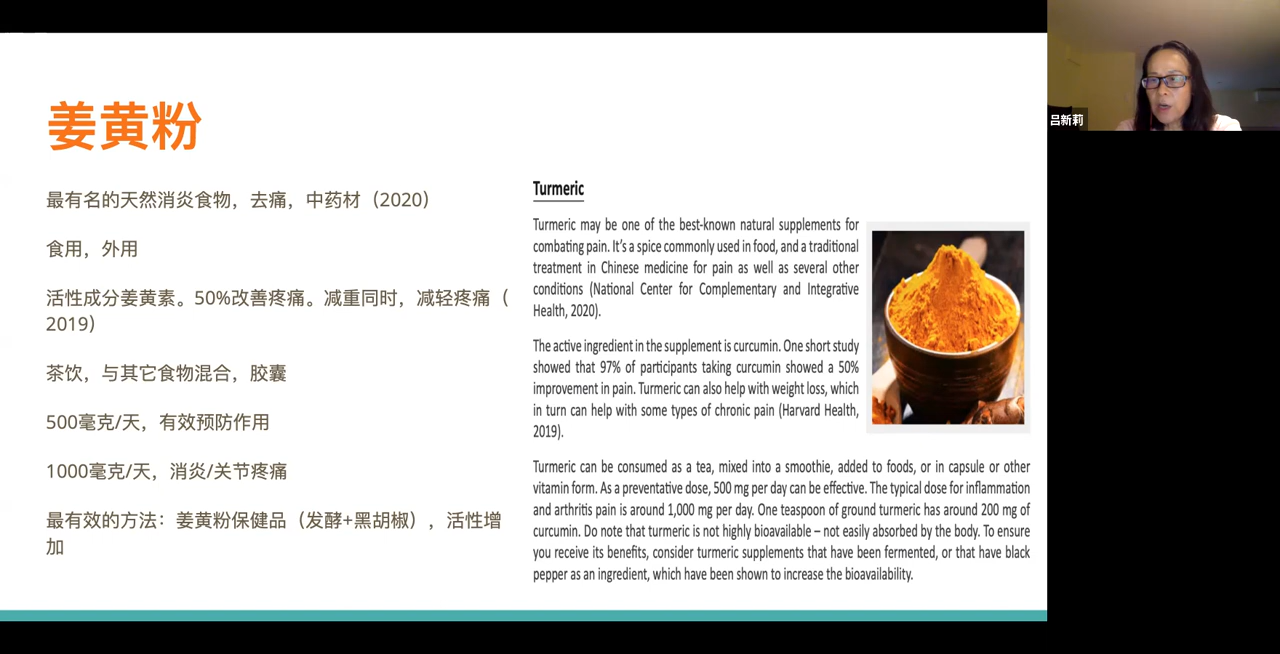 姜黄粉
最有名的天然消炎食物，去痛，中药材（2020）
食用，外用
活性成分姜黄素。50%改善疼痛。减重同时，减轻疼痛（
2019）
茶饮，与其它食物混合，胶囊
500毫克/天，有效预防作用
1000毫克/天，消炎/关节疼痛
最有效的方法：姜黄粉保健品（发酵+黑胡椒），活性增
加
Turmeric
Turmeric may be one of the best-known natural supplements for
combating pain. It’s a spice commonly used in food, and a traditional
treatment in Chinese medicine for pain as well as several other
conditions (National Center for Complementary and Integrative
Health, 2020).
The active ingredient in the supplement is curcumin. One short study
showed that 97% of participants taking curcumin showed a 50%
improvement in pain. Turmeric can also help with weight loss, which
in turn can help with some types of chronic pain (Harvard Health,
2019).
Turmeric can be consumed as a tea, mixed into a smoothie, added to foods, or in capsule or other
vitamin form. As a preventative dose, 500 mg per day can be effective. The typical dose for inflammation
and arthritis pain is around 1,000 mg per day. One teaspoon of ground turmeric has around 200 mg of
curcumin. Do note that turmeric is not highly bioavailable – not easily absorbed by the body. To ensure
you receive its benefits, consider turmeric supplements that have been fermented, or that have black
pepper as an ingredient, which have been shown to increase the bioavailability.
吕新莉